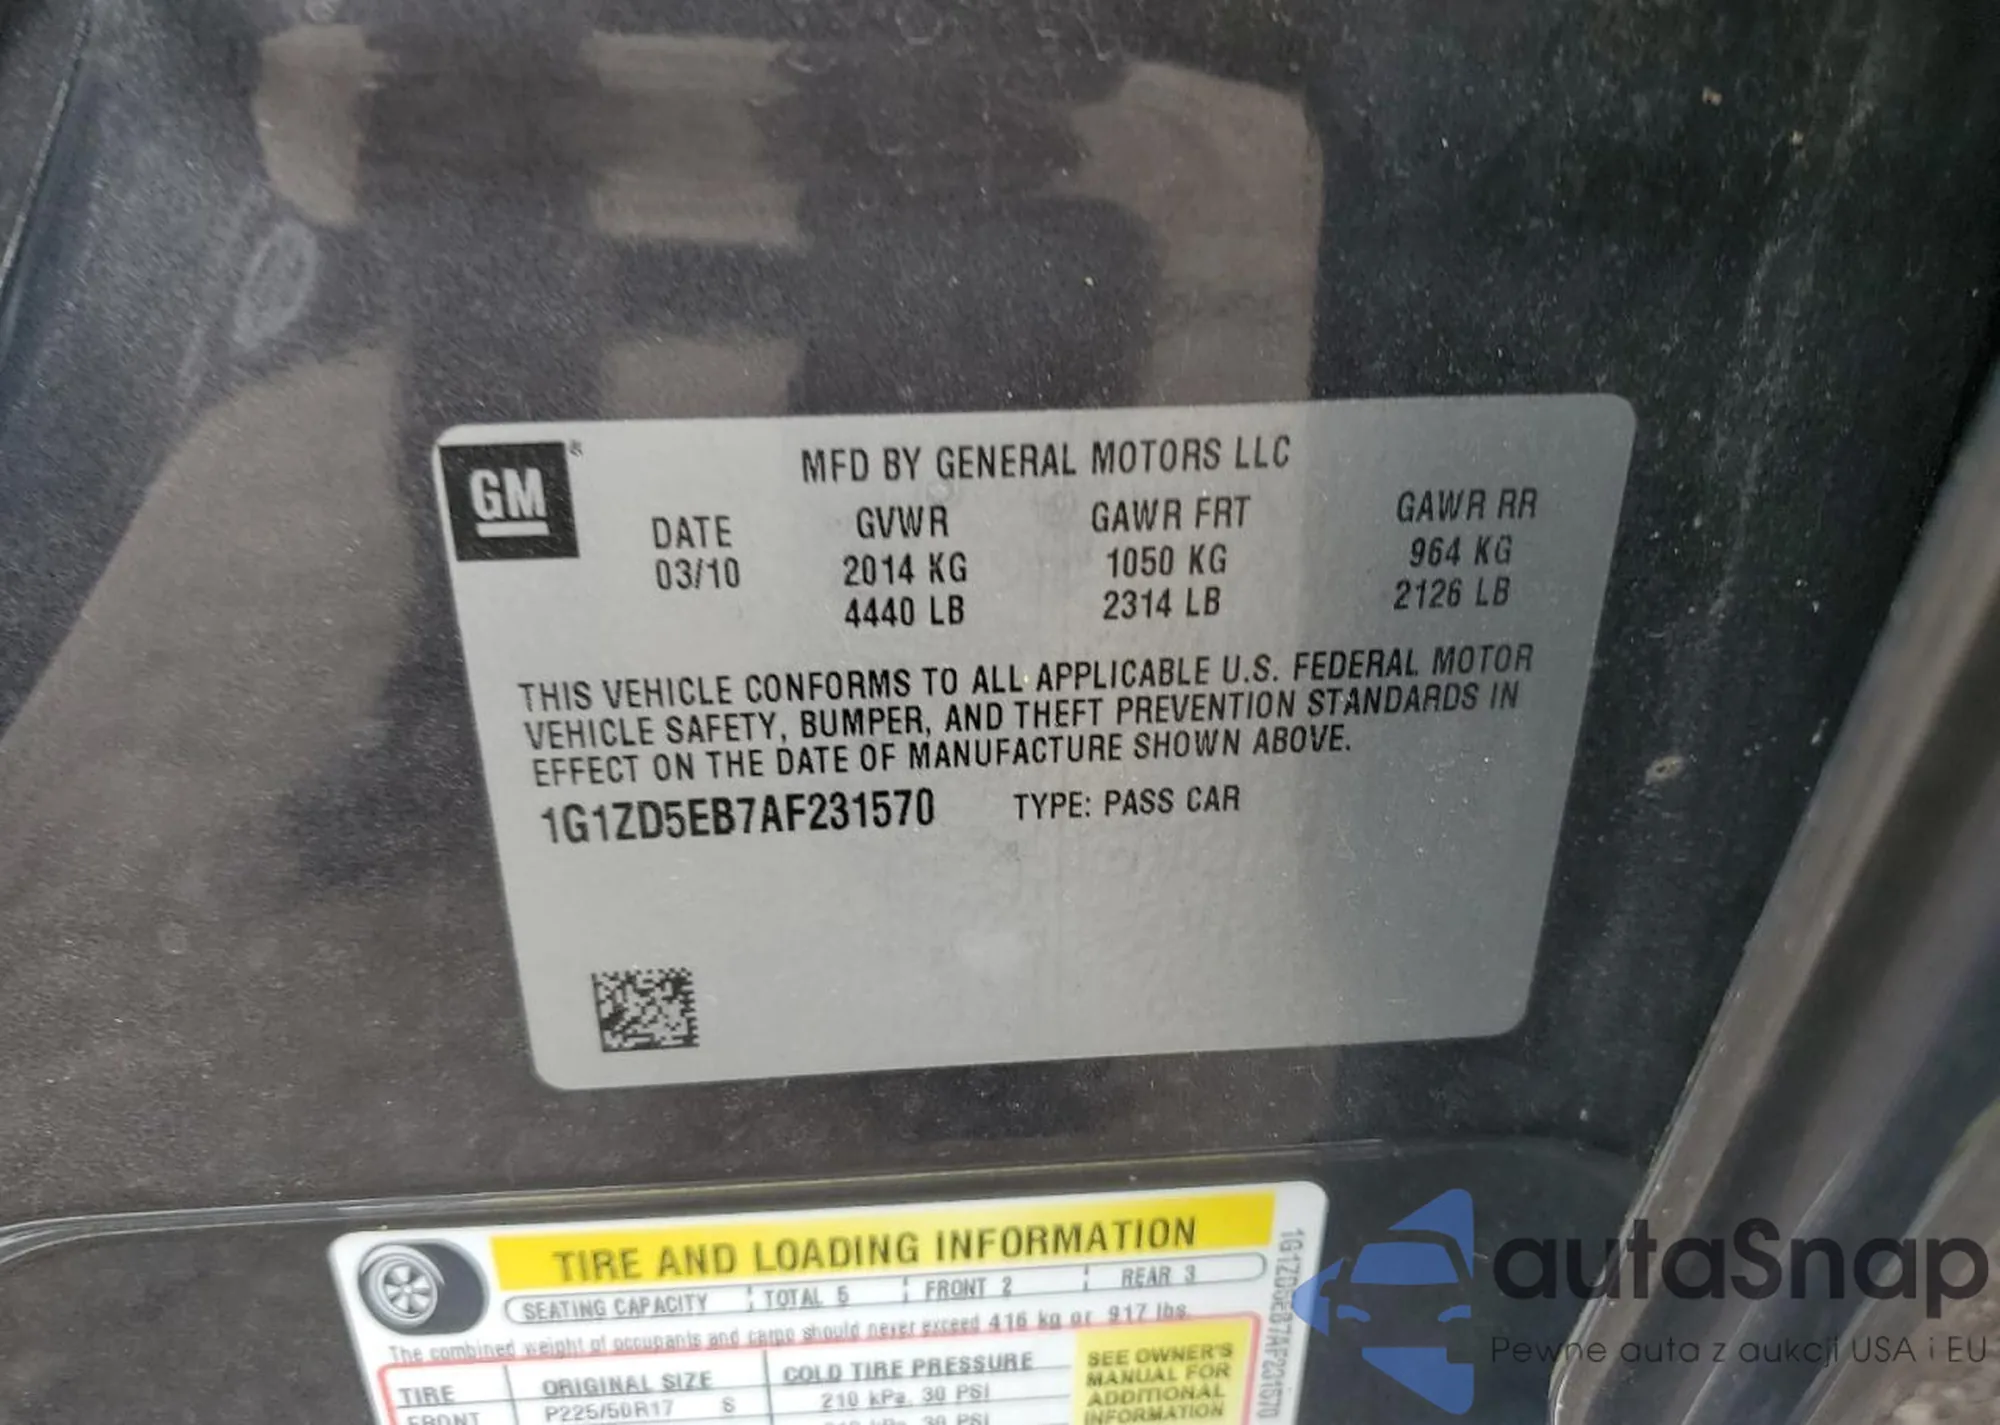 GM®
MFD BY GENERAL MOTORS LLC
DATE GVWR GAWR FRT GAWR RR
03/10 2014 KG 1050 KG 964 KG
4440 LB 2314 LB 2126 LB
THIS VEHICLE CONFORMS TO ALL APPLICABLE U.S. FEDERAL MOTOR
VEHICLE SAFETY, BUMPER, AND THEFT PREVENTION STANDARDS IN
EFFECT ON THE DATE OF MANUFACTURE SHOWN ABOVE.
1G1ZD5EB7AF231570 TYPE: PASS CAR
TIRE AND LOADING INFORMATION
SEATING CAPACITY TOTAL 5 FRONT 2 REAR 3
The combined weight of occupants and cargo should never exceed 416 kg or 917 lbs.
TIRE ORIGINAL SIZE COLD TIRE PRESSURE
FRONT P225/50R17 S 210 kPa, 30 PSI
30 PSI
SEE OWNER'S
MANUAL FOR
ADDITIONAL
INFORMATION
1G1ZD5EB7AF231570
autaSnap
Pewne auta z aukcji USA i EU